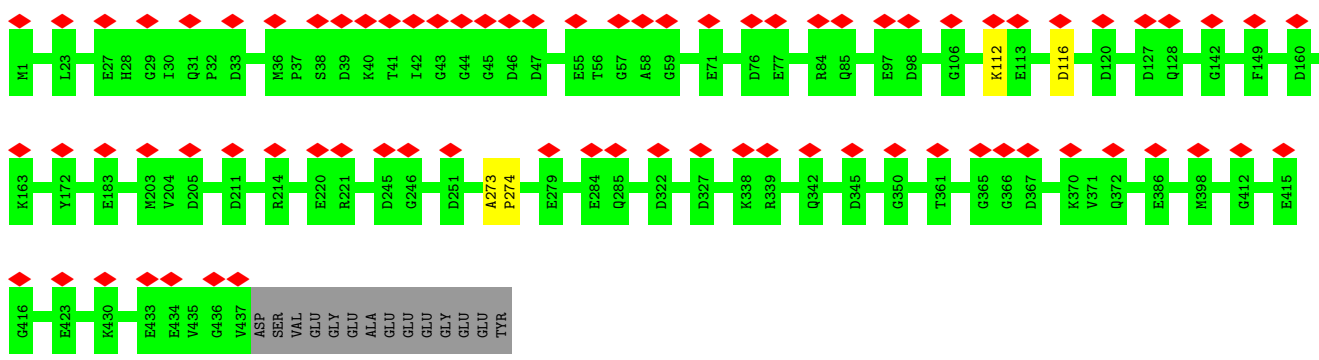 M1 L23 E27 H28 G29 I30 Q31 P32 D33 M36 P37 S38 D39 K40 T41 I42 G43 G44 G45 D46 D47 E55 T56 G57 A58 G59 E71 D76 E77 R84 Q85 E97 D98 G106 K112 E113 D116 D120 D127 Q128 G142 F149 D160
K163 Y172 E183 M203 V204 D205 D211 R214 E220 R221 D245 G246 D251 A273 P274 E279 E284 Q285 D322 D327 K338 R339 Q342 D345 G350 T361 G365 G366 D367 K370 V371 Q372 E386 M398 G412 E415
G416 E423 K430 E433 E434 V435 G436 V437 ASP SER VAL GLU GLY GLU ALA GLU GLU GLU GLY GLU GLU TYR